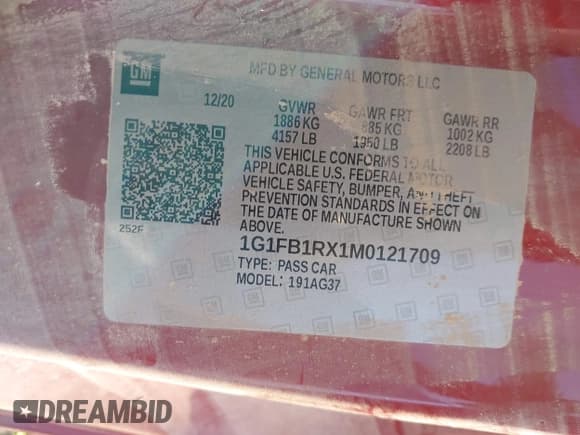 GM
MFD BY GENERAL MOTORS LLC
12/20 GVWR GAWR FRT GAWR RR
1886 KG 885 KG 1002 KG
4157 LB 1950 LB 2208 LB
THIS VEHICLE CONFORMS TO ALL
APPLICABLE U.S. FEDERAL MOTOR
VEHICLE SAFETY, BUMPER, AND THEFT
PREVENTION STANDARDS IN EFFECT ON
THE DATE OF MANUFACTURE SHOWN
ABOVE.
252F
1G1FB1RX1M0121709
TYPE: PASS CAR
MODEL: 191AG37
DREAMBID